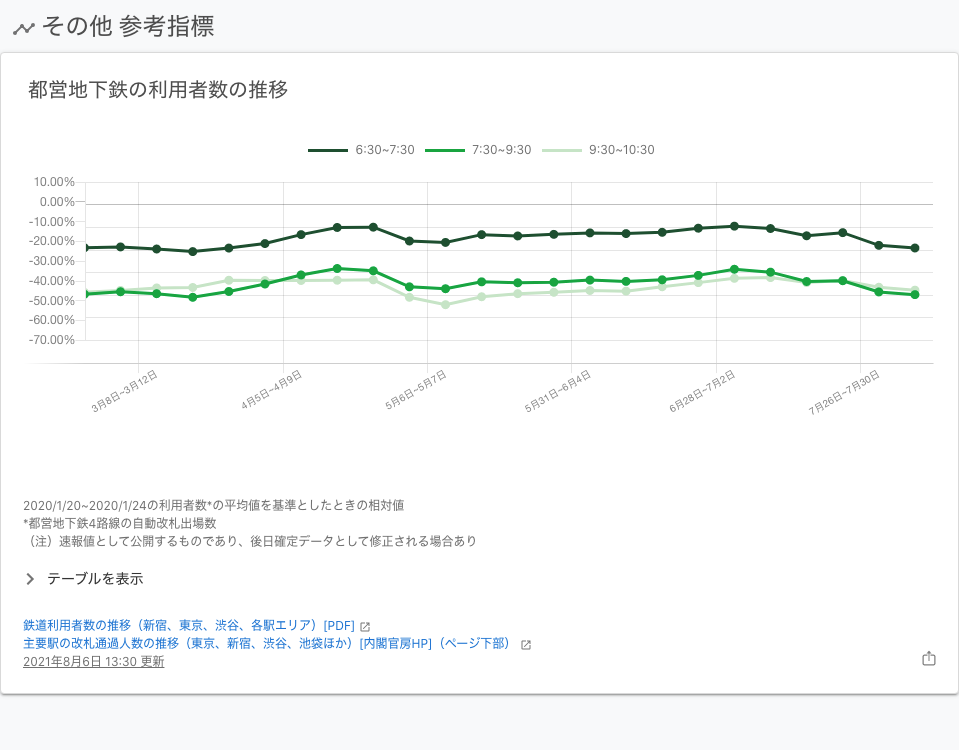 その他 参考指標
都営地下鉄の利用者数の推移
6:30~7:30 7:30~9:30 9:30~10:30
10.00%
0.00%
-10.00%
-20.00%
-30.00%
-40.00%
-50.00%
-60.00%
-70.00%
3月8日~3月12日 4月5日~4月9日 5月6日~5月7日 5月31日~6月4日 6月28日~7月2日 7月26日~7月30日
2020/1/20~2020/1/24の利用者数*の平均値を基準としたときの相対値
*都営地下鉄4路線の自動改札出場数
（注）速報値として公開するものであり、後日確定データとして修正される場合あり
テーブルを表示
鉄道利用者数の推移（新宿、東京、渋谷、各駅エリア）[PDF]
主要駅の改札通過人数の推移（東京、新宿、渋谷、池袋ほか）[内閣官房HP]（ページ下部）
2021年8月6日 13:30 更新